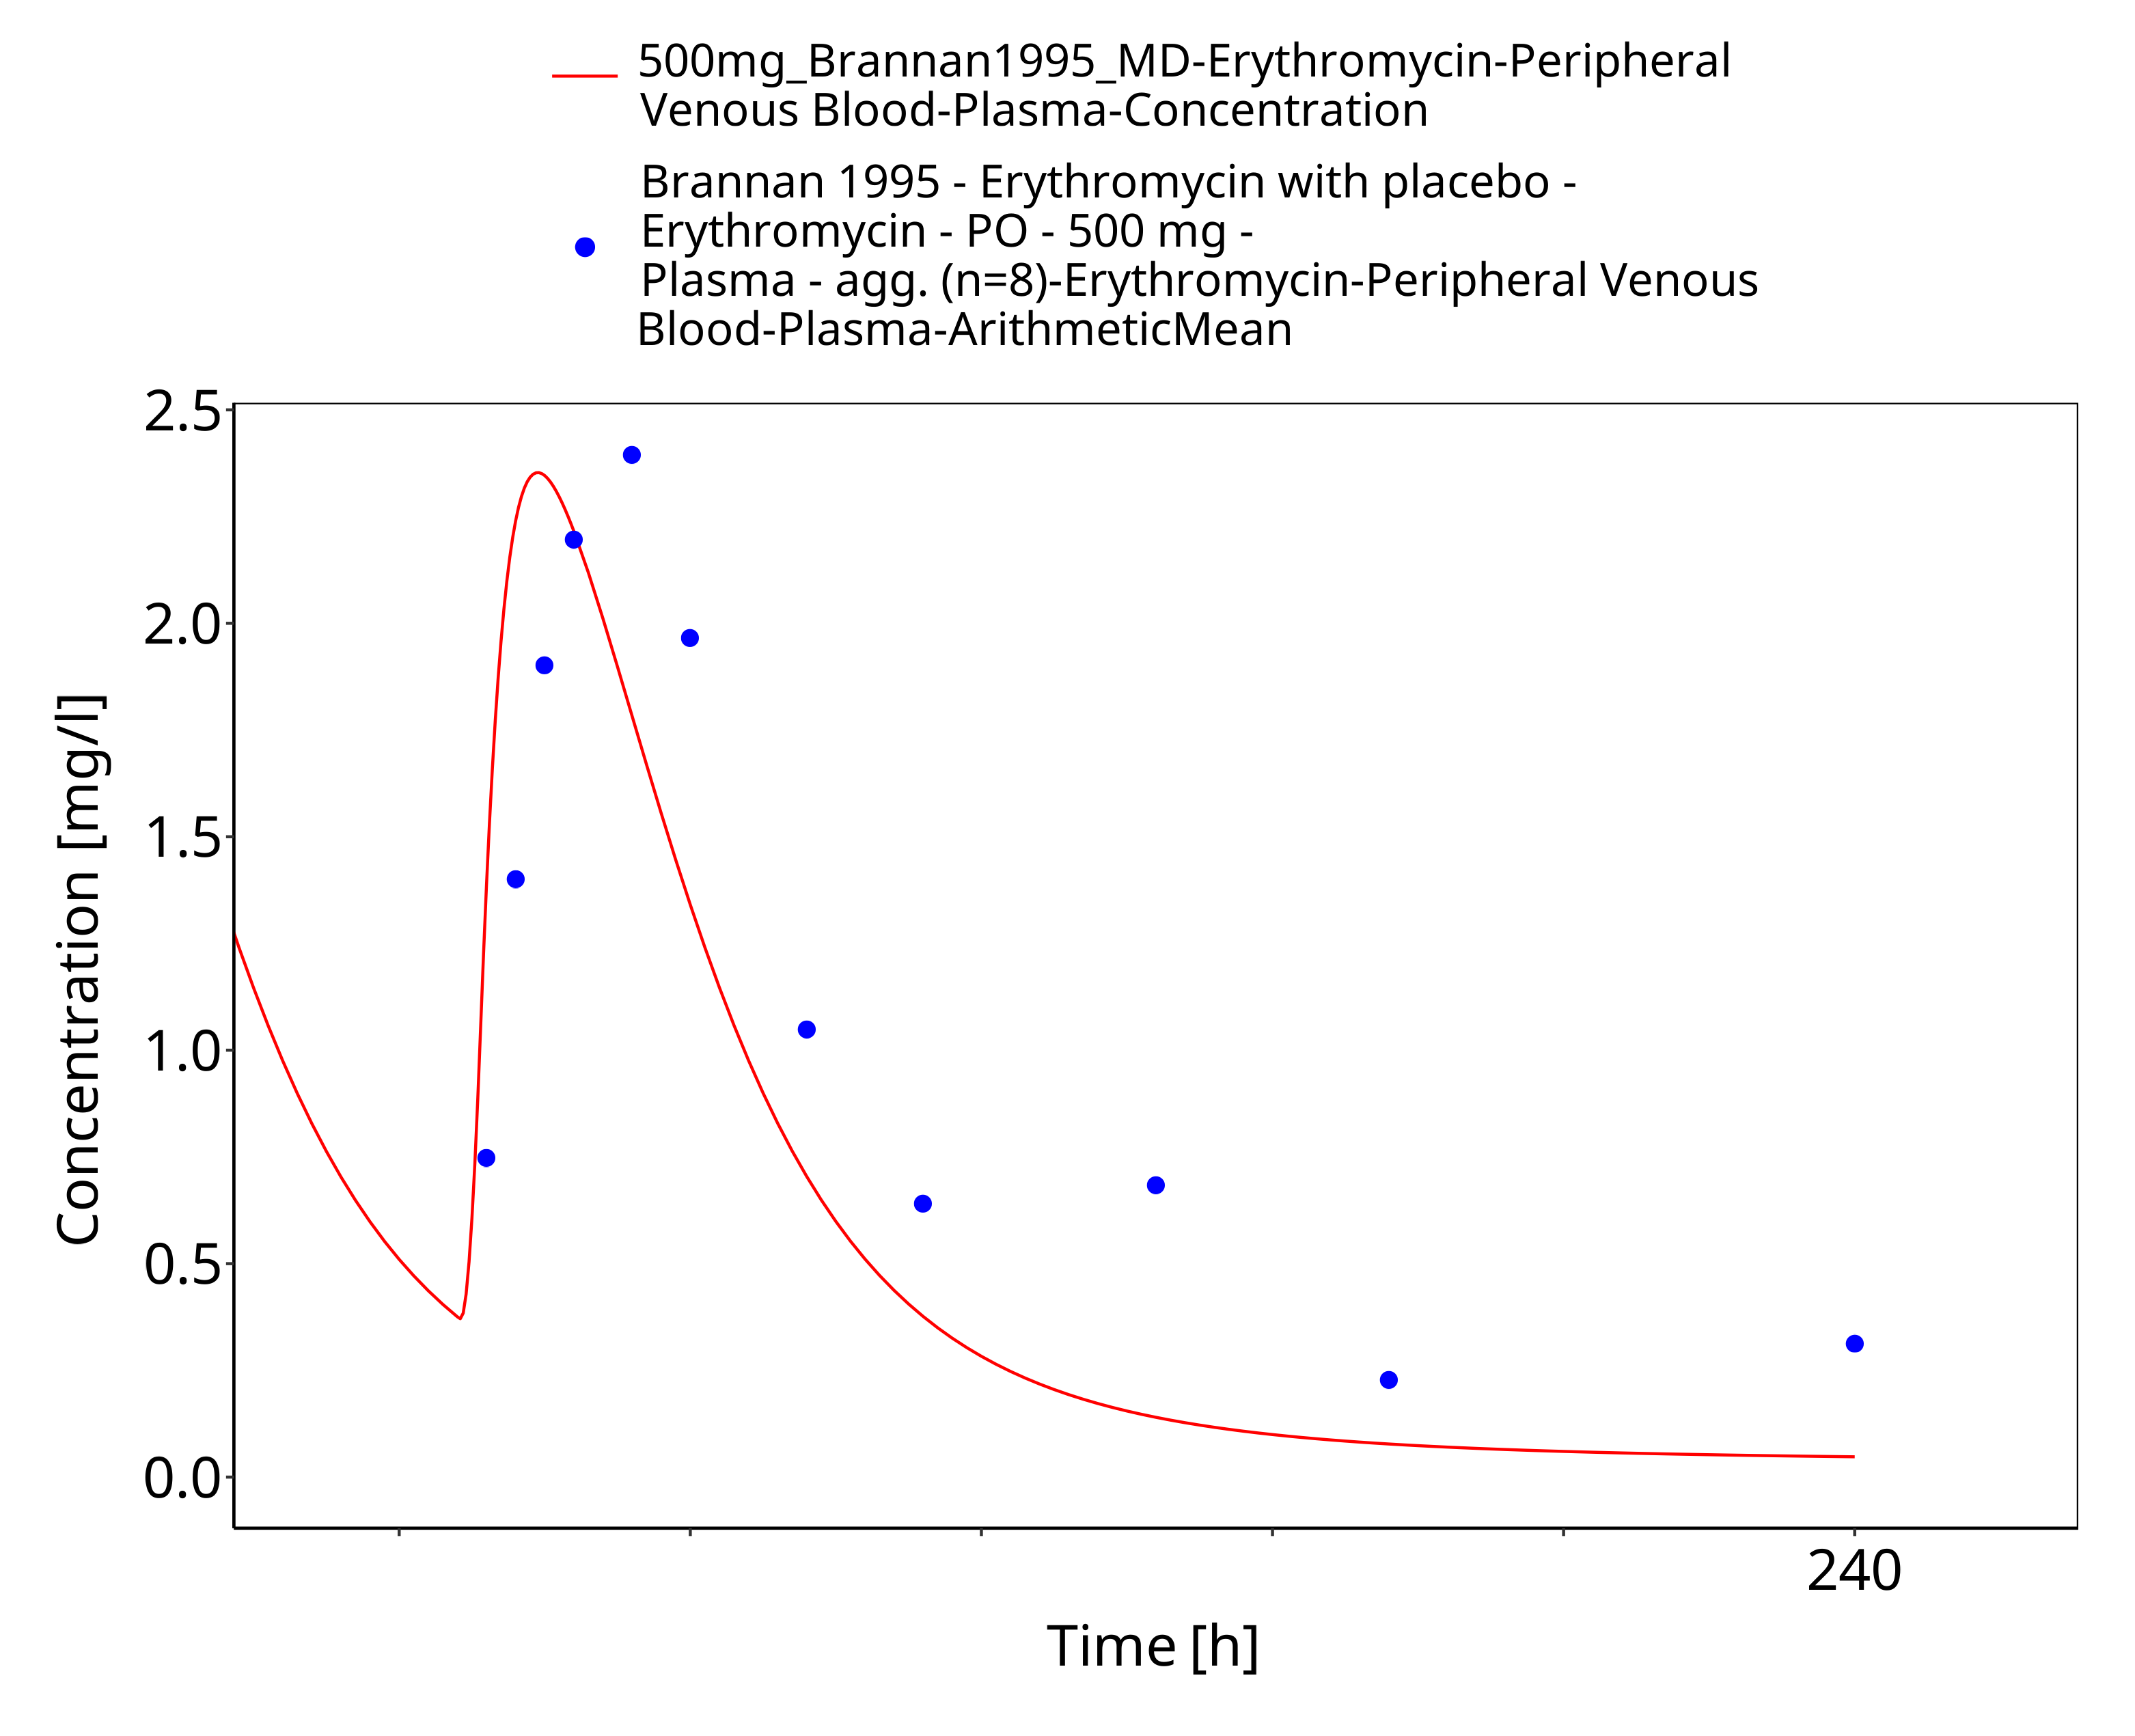 500mg_Brannan1995_MD-Erythromycin-Peripheral
Venous Blood-Plasma-Concentration
Brannan 1995 - Erythromycin with placebo -
Erythromycin - PO - 500 mg -
Plasma - agg. (n=8)-Erythromycin-Peripheral Venous
Blood-Plasma-ArithmeticMean
2.5
2.0
1.5
1.0
0.5
0.0
Concentration [mg/l]
240
Time [h]